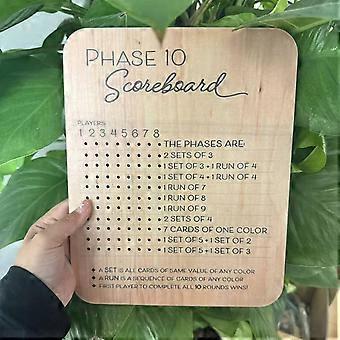 PHASE 10
Scoreboard
PLAYERS
1 2 3 4 5 6 7 8
THE PHASES ARE:
2 SETS OF 3
1 SET OF 3 + 1 RUN OF 4
1 SET OF 4 + 1 RUN OF 4
1 RUN OF 7
1 RUN OF 8
1 RUN OF 9
2 SETS OF 4
7 CARDS OF ONE COLOR
1 SET OF 5 + 1 SET OF 2
1 SET OF 5 + 1 SET OF 3
+ A SET IS ALL CARDS OF SAME VALUE OF ANY COLOR
+ A RUN IS A SEQUENCE OF CARDS OF ANY COLOR
+ FIRST PLAYER TO COMPLETE ALL 10 ROUNDS WINS!